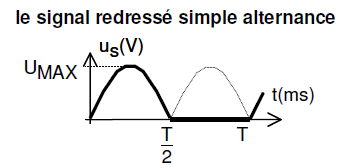 le signal redressé simple alternance
uS(V)
UMAX
t(ms)
T
2
T